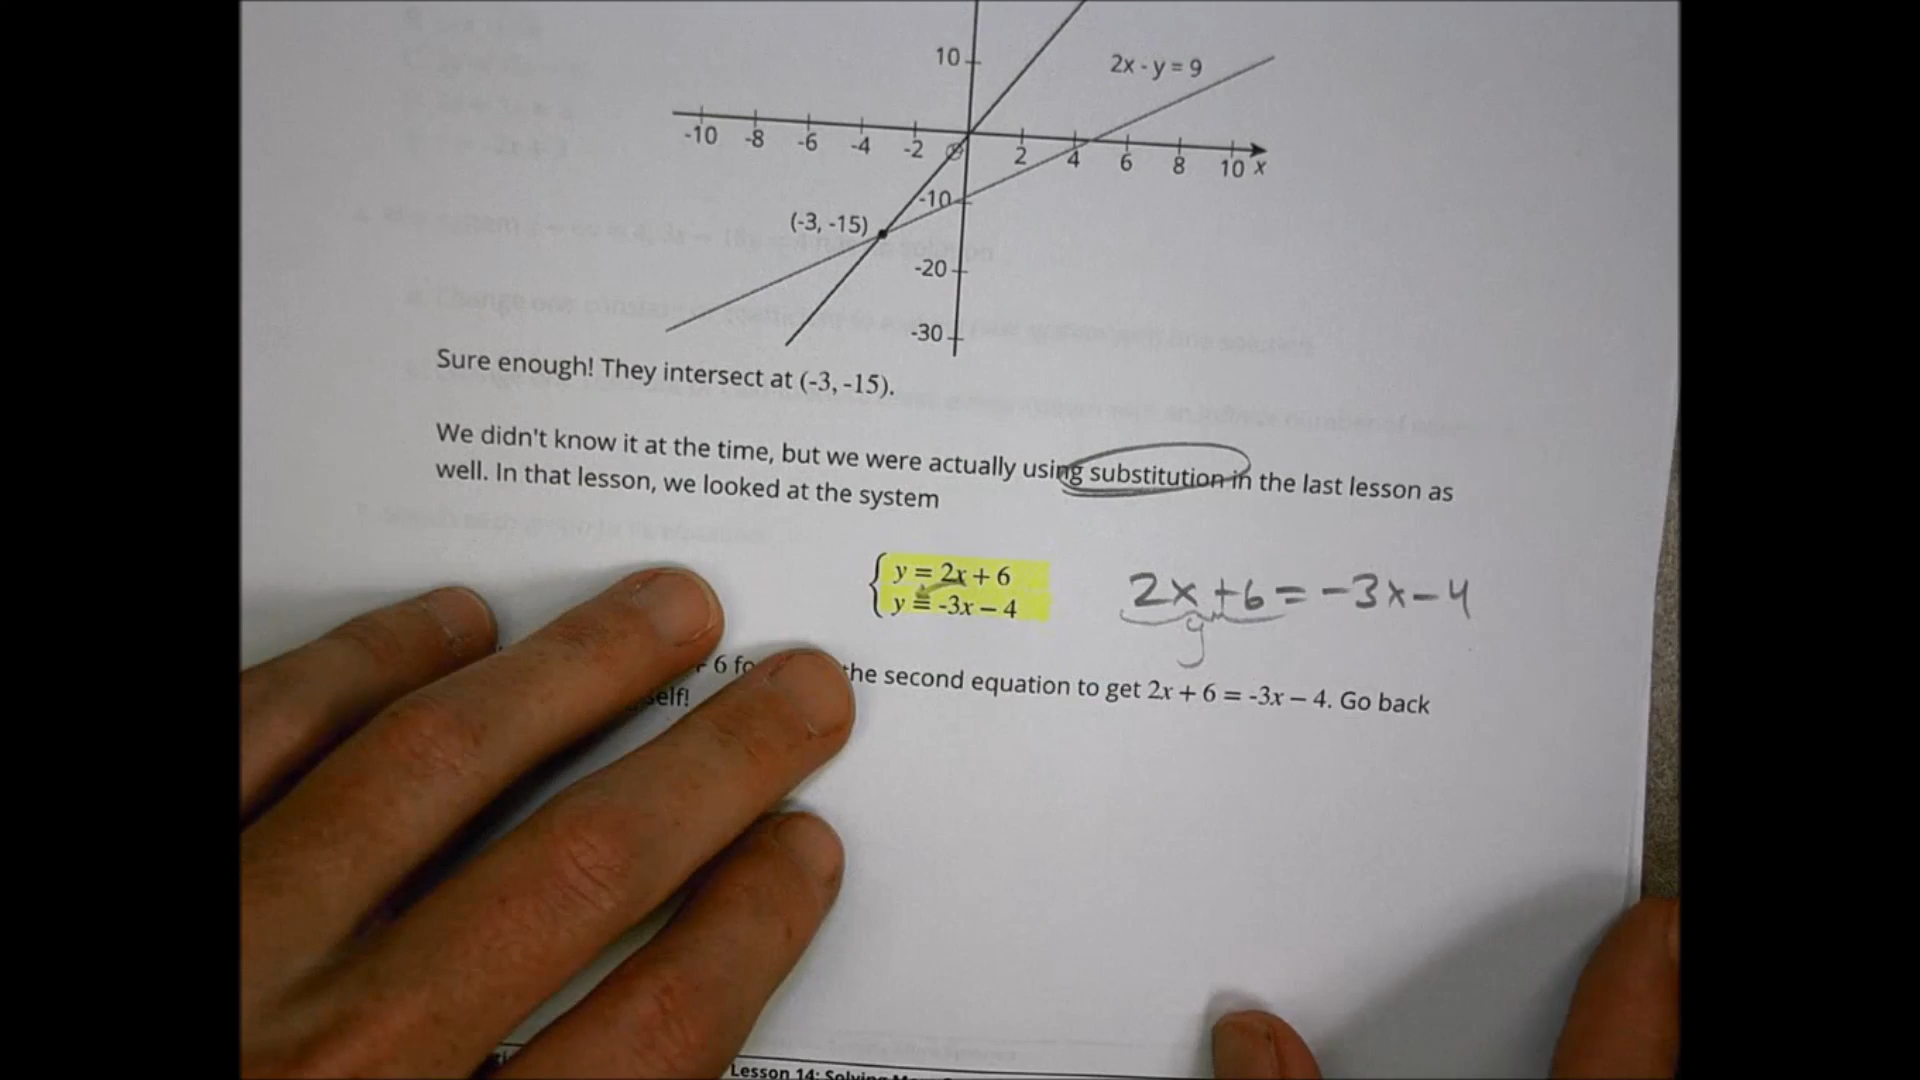 10
2x - y = 9
-10 -8 -6 -4 -2 2 4 6 8 10 x
-10
(-3, -15)
-20
-30
Sure enough! They intersect at (-3, -15).
We didn't know it at the time, but we were actually using substitution in the last lesson as
well. In that lesson, we looked at the system
y = 2x + 6
y = -3x – 4
2x + 6 = -3x - 4
y
6 the second equation to get 2x + 6 = -3x – 4. Go back
Lesson 14: Solving